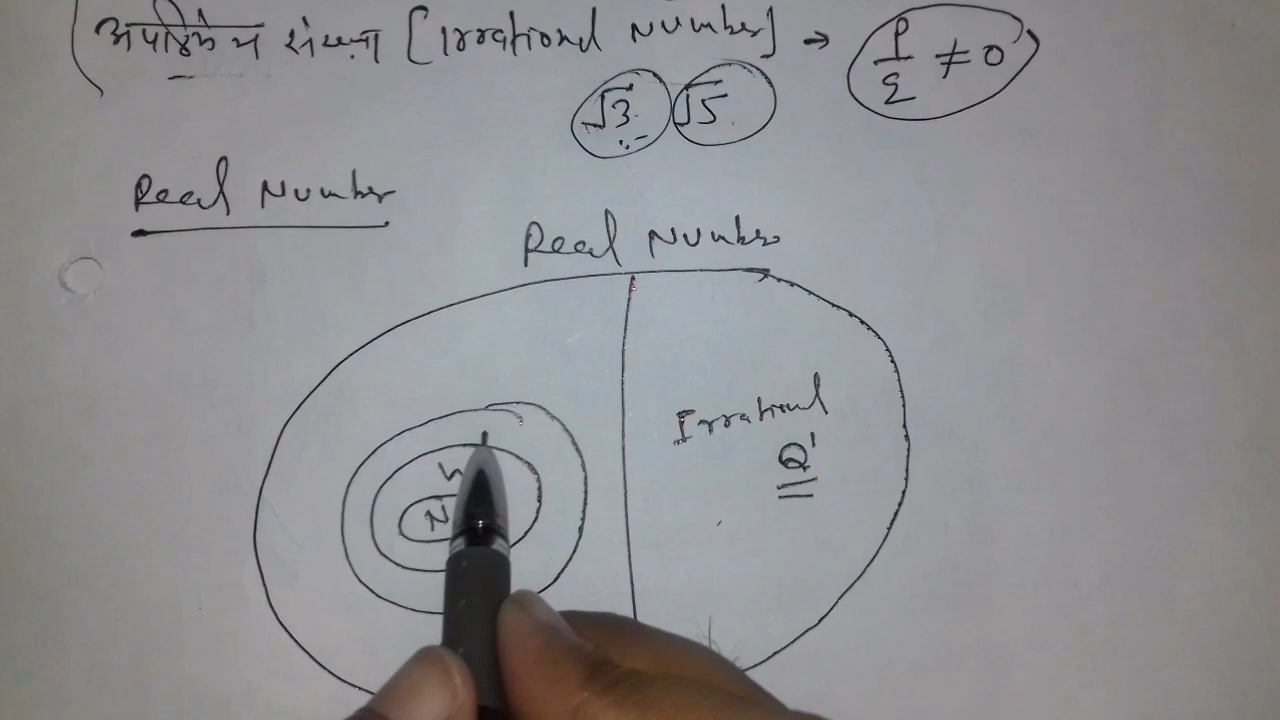 अपरिमेय संख्या [Irrational Number] → P/q ≠ 0
√3 √5
Real Number
Real Number
Irrational
Q'
N